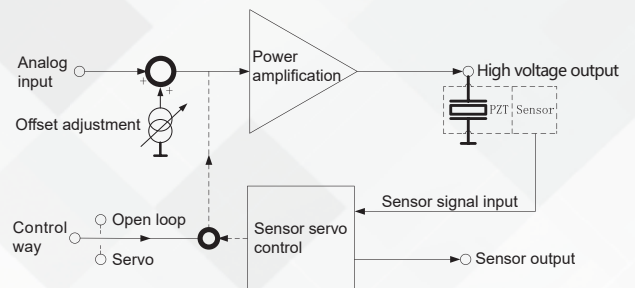 Analog
input
+
+
Offset adjustment
Power
amplification
High voltage output
PZT
Sensor
Sensor signal input
Control
way
Open loop
Servo
Sensor servo
control
Sensor output